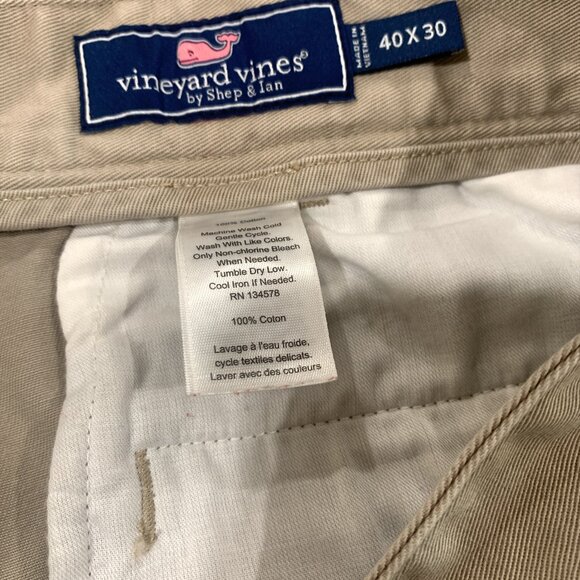 vineyard vines®
by Shep & Ian
MADE IN
VIETNAM
40 X 30
100% Cotton
Machine Wash Cold
Gentle Cycle.
Wash With Like Colors.
Only Non-chlorine Bleach
When Needed.
Tumble Dry Low.
Cool Iron If Needed.
RN 134578
100% Coton
Lavage à l'eau froide,
cycle textiles délicats.
Laver avec des couleurs